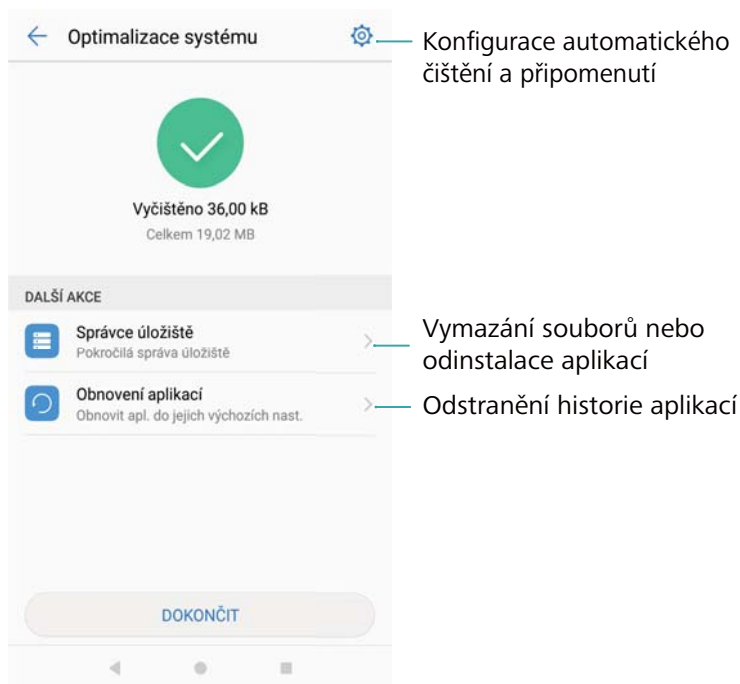 Optimalizace systému
Konfigurace automatického
čištění a připomenutí
Vyčištěno 36,00 kB
Celkem 19,02 MB
DALŠÍ AKCE
Správce úložiště
Pokročilá správa úložiště
Vymazání souborů nebo
odinstalace aplikací
Obnovení aplikací
Obnovit apl. do jejich výchozích nast.
Odstranění historie aplikací
DOKONČIT